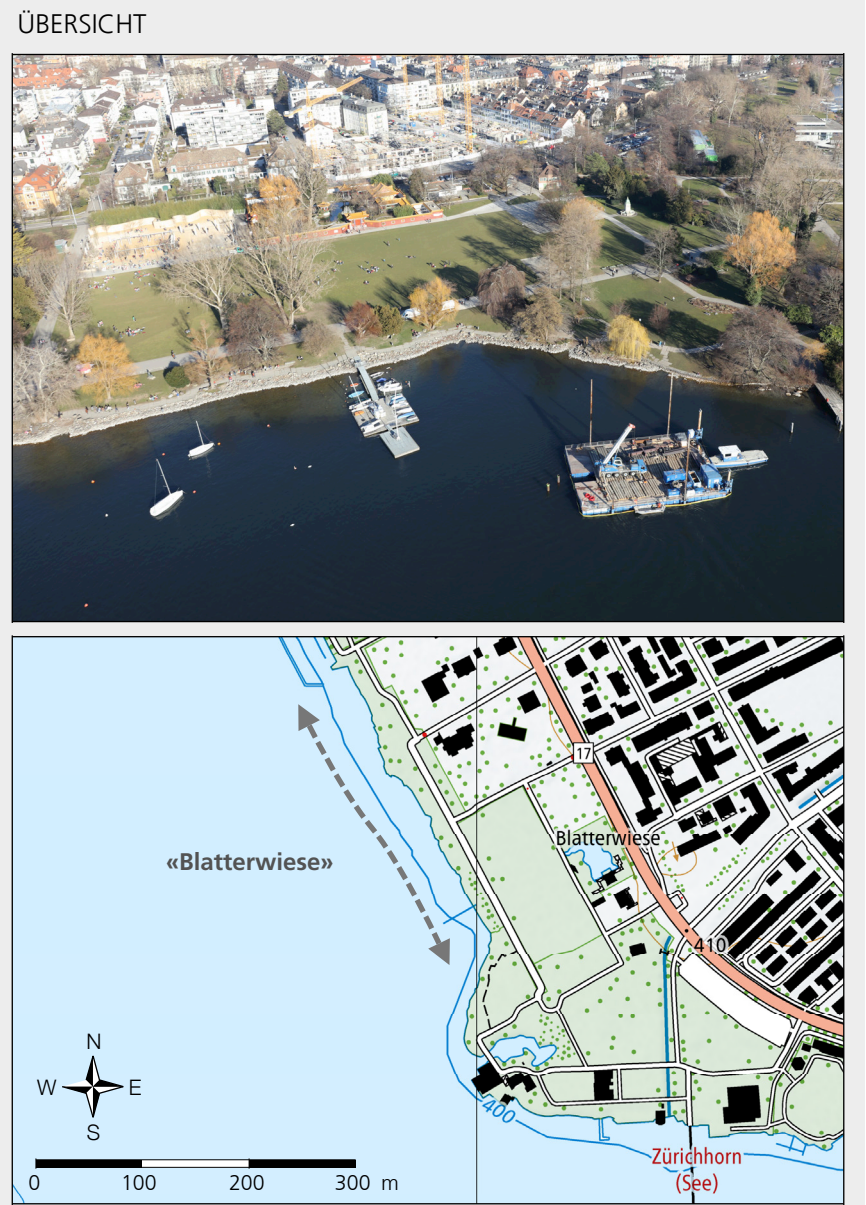 ÜBERSICHT
17
Blatterwiese
«Blatterwiese»
410
N
W E
S
400
Zürichhorn
(See)
0 100 200 300 m